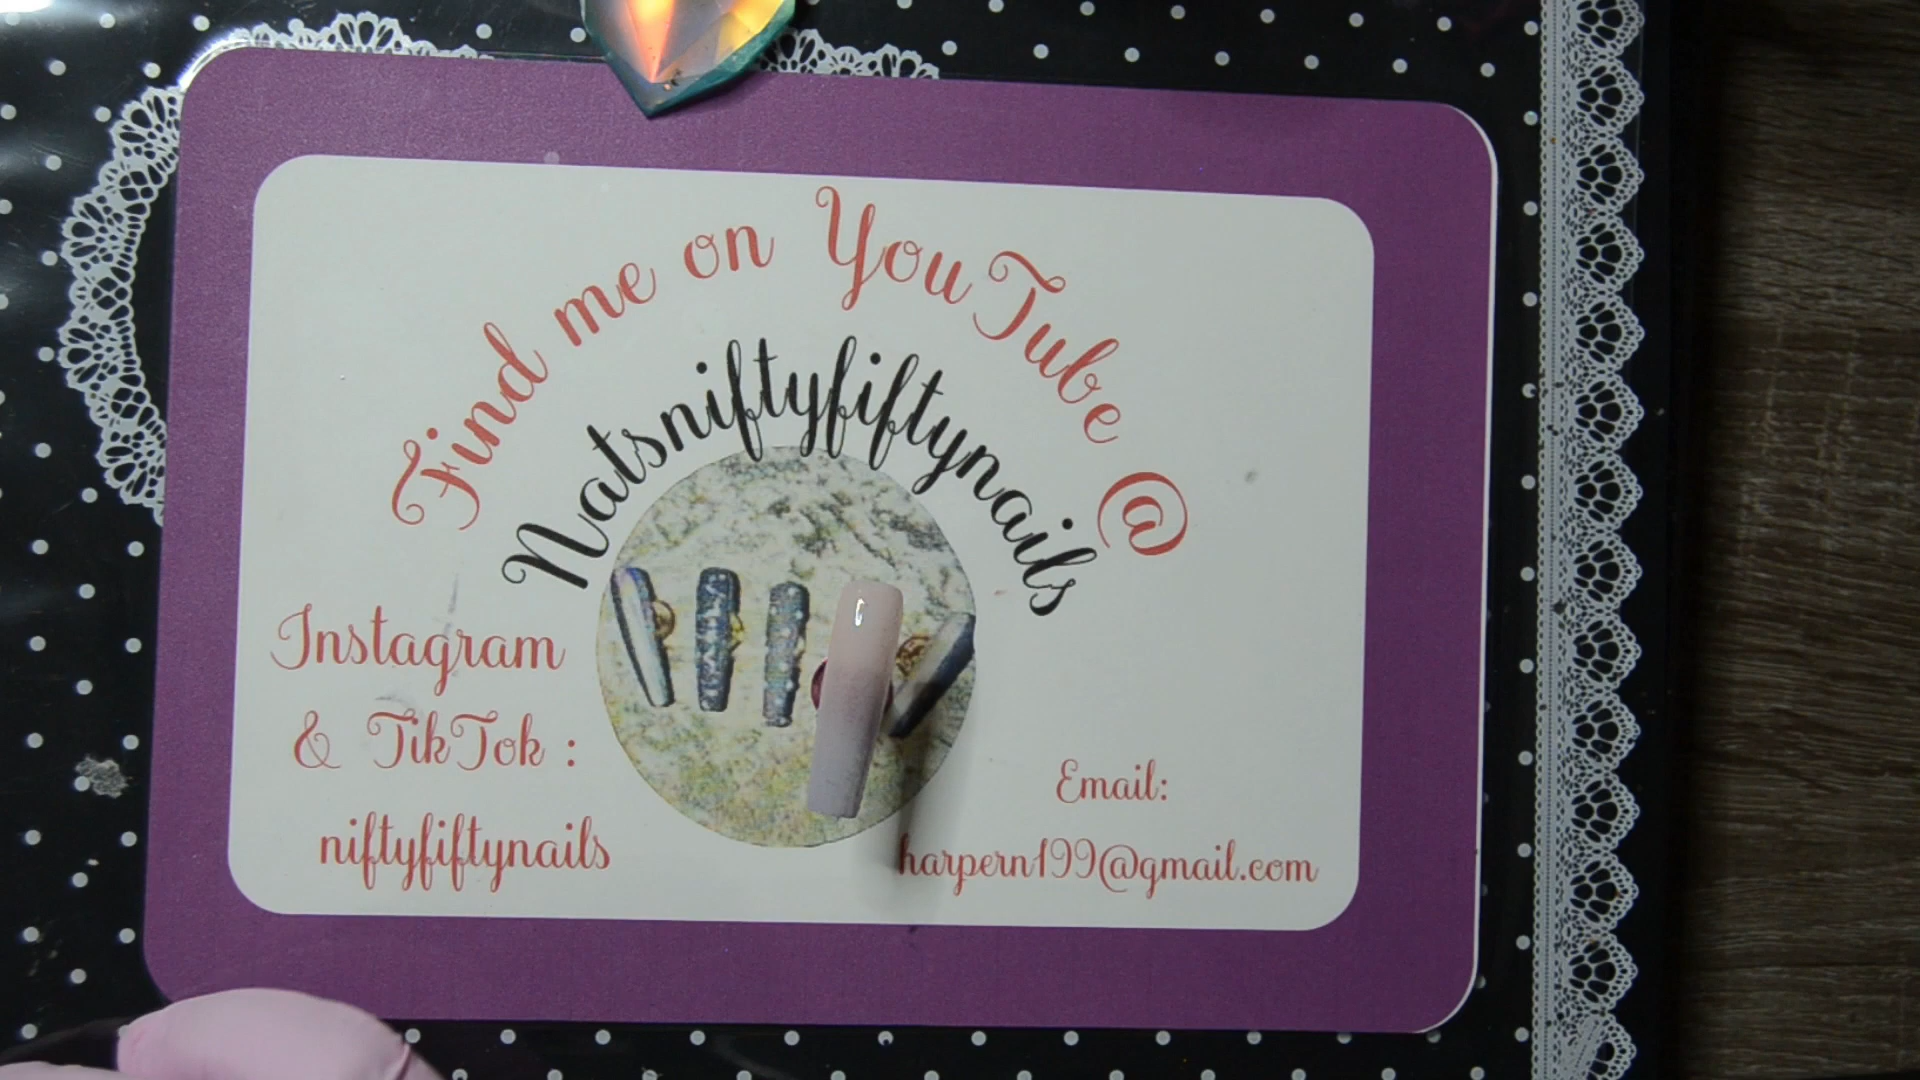 Find me on YouTube @
Natsniftyfiftynails
Instagram
& TikTok :
niftyfiftynails
Email:
harpern199@gmail.com